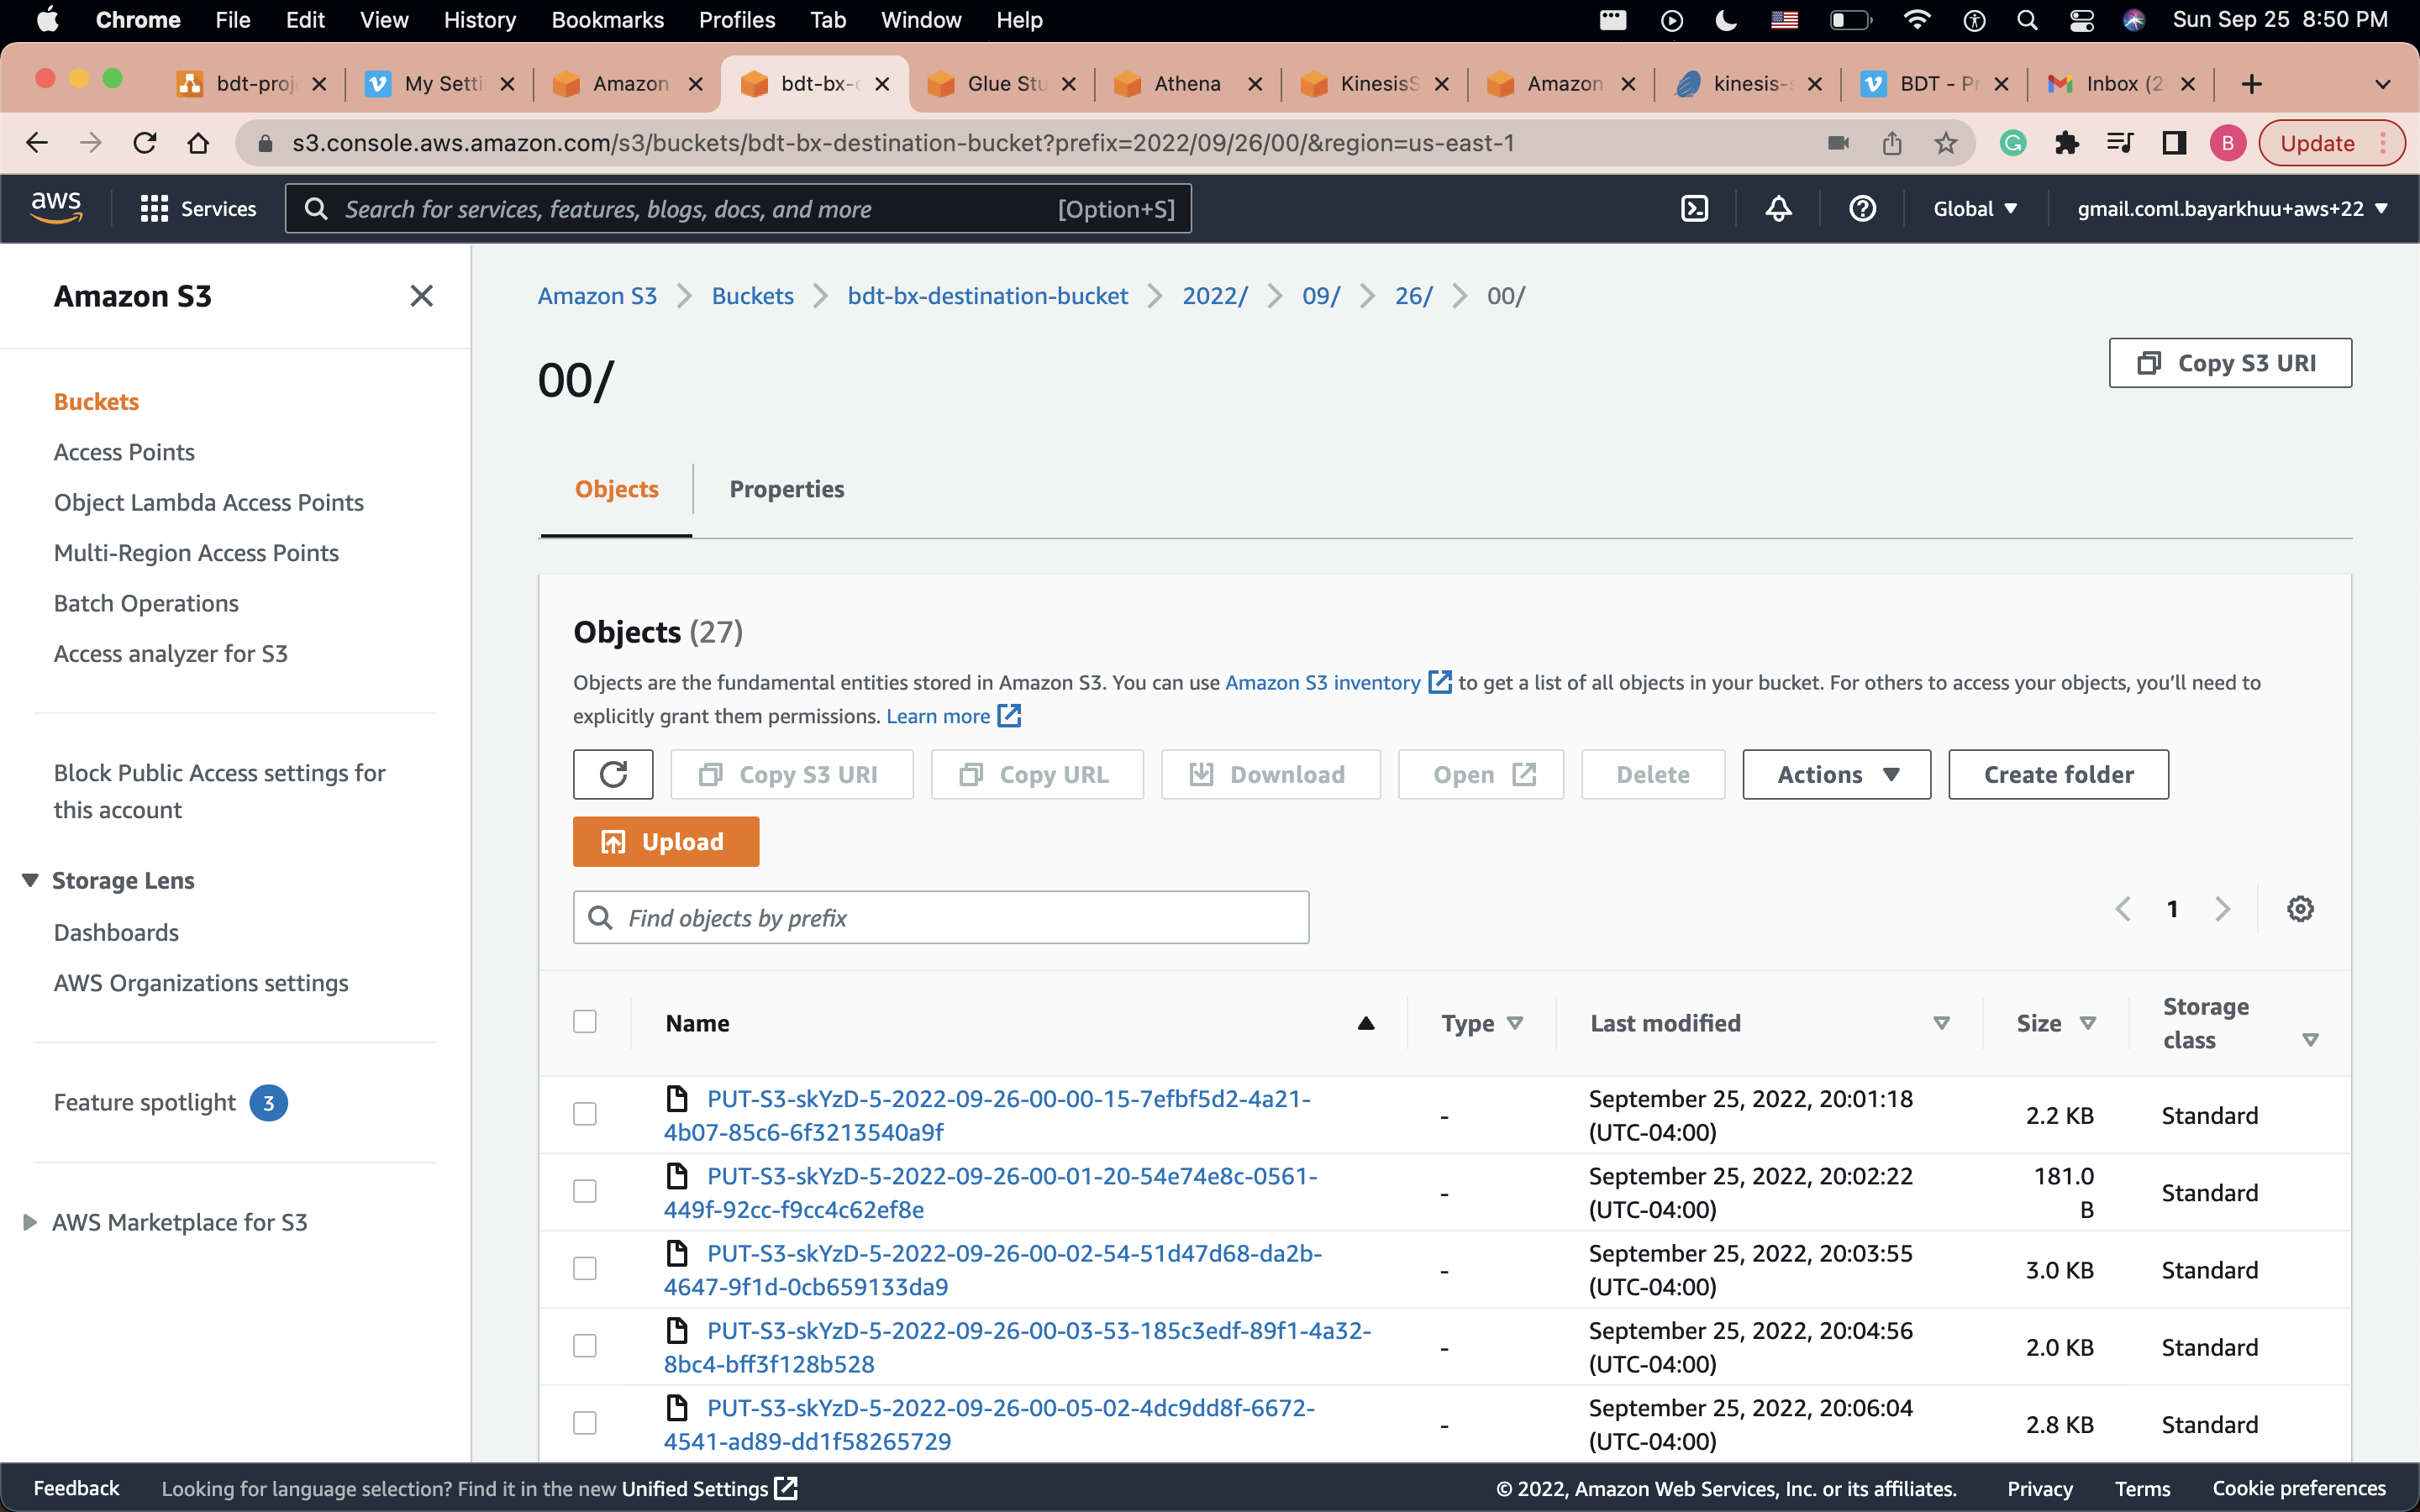 Chrome File Edit View History Bookmarks Profiles Tab Window Help Sun Sep 25 8:50 PM
bdt-proj My Setti Amazon bdt-bx- Glue Stu Athena KinesisS Amazon kinesis- BDT - Pr Inbox (2
s3.console.aws.amazon.com/s3/buckets/bdt-bx-destination-bucket?prefix=2022/09/26/00/&region=us-east-1 G B Update
aws Services Search for services, features, blogs, docs, and more [Option+S] Global gmail.coml.bayarkhuu+aws+22
Amazon S3
Buckets
Access Points
Object Lambda Access Points
Multi-Region Access Points
Batch Operations
Access analyzer for S3
Block Public Access settings for
this account
Storage Lens
Dashboards
AWS Organizations settings
Feature spotlight 3
AWS Marketplace for S3
Amazon S3 > Buckets > bdt-bx-destination-bucket > 2022/ > 09/ > 26/ > 00/
00/
Copy S3 URI
Objects Properties
Objects (27)
Objects are the fundamental entities stored in Amazon S3. You can use Amazon S3 inventory to get a list of all objects in your bucket. For others to access your objects, you'll need to
explicitly grant them permissions. Learn more
Copy S3 URI Copy URL Download Open Delete Actions Create folder
Upload
Find objects by prefix 1
Name Type Last modified Size Storage
class
PUT-S3-skYzD-5-2022-09-26-00-00-15-7efbf5d2-4a21- - September 25, 2022, 20:01:18 2.2 KB Standard
4b07-85c6-6f3213540a9f (UTC-04:00)
PUT-S3-skYzD-5-2022-09-26-00-01-20-54e74e8c-0561- - September 25, 2022, 20:02:22 181.0 Standard
449f-92cc-f9cc4c62ef8e (UTC-04:00) B
PUT-S3-skYzD-5-2022-09-26-00-02-54-51d47d68-da2b- - September 25, 2022, 20:03:55 3.0 KB Standard
4647-9f1d-0cb659133da9 (UTC-04:00)
PUT-S3-skYzD-5-2022-09-26-00-03-53-185c3edf-89f1-4a32- - September 25, 2022, 20:04:56 2.0 KB Standard
8bc4-bff3f128b528 (UTC-04:00)
PUT-S3-skYzD-5-2022-09-26-00-05-02-4dc9dd8f-6672- - September 25, 2022, 20:06:04 2.8 KB Standard
4541-ad89-dd1f58265729 (UTC-04:00)
Feedback Looking for language selection? Find it in the new Unified Settings © 2022, Amazon Web Services, Inc. or its affiliates. Privacy Terms Cookie preferences